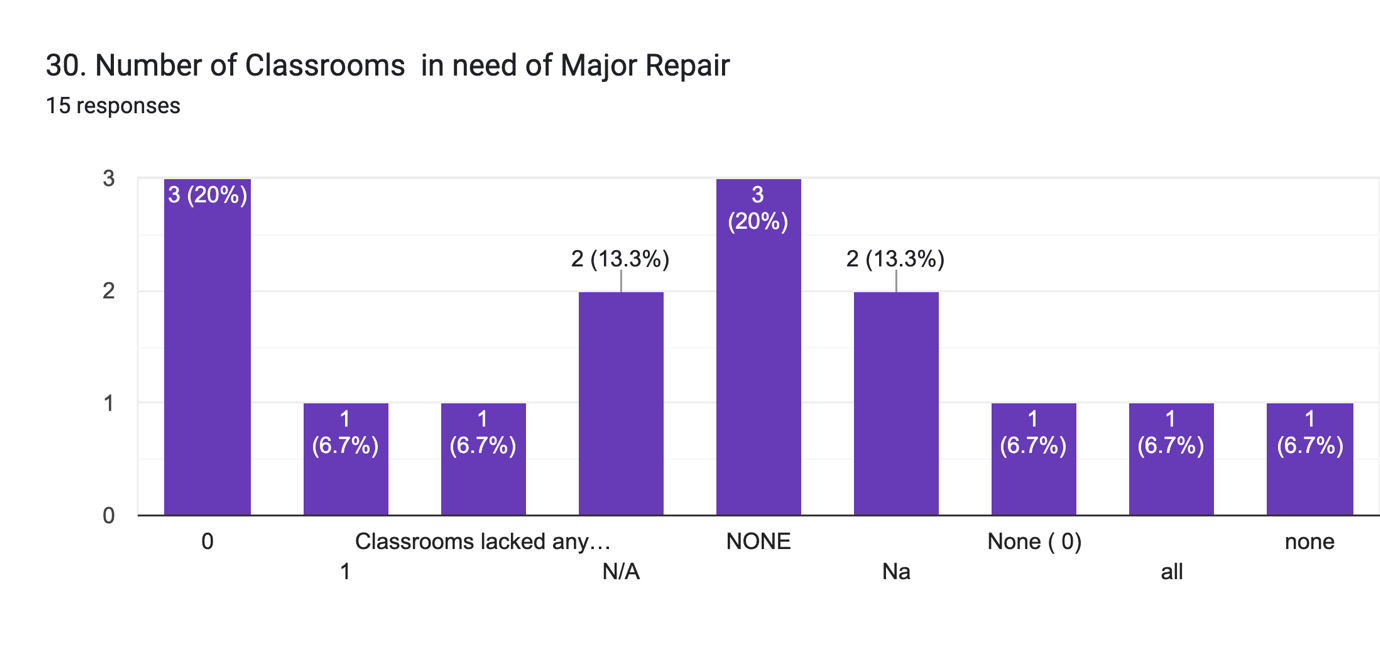 30. Number of Classrooms  in need of Major Repair
15 responses
3
2
1
0
3 (20%)
1
(6.7%)
1
(6.7%)
2 (13.3%)
3
(20%)
2 (13.3%)
1
(6.7%)
1
(6.7%)
1
(6.7%)
0
1
Classrooms lacked any…
N/A
NONE
Na
None ( 0)
all
none